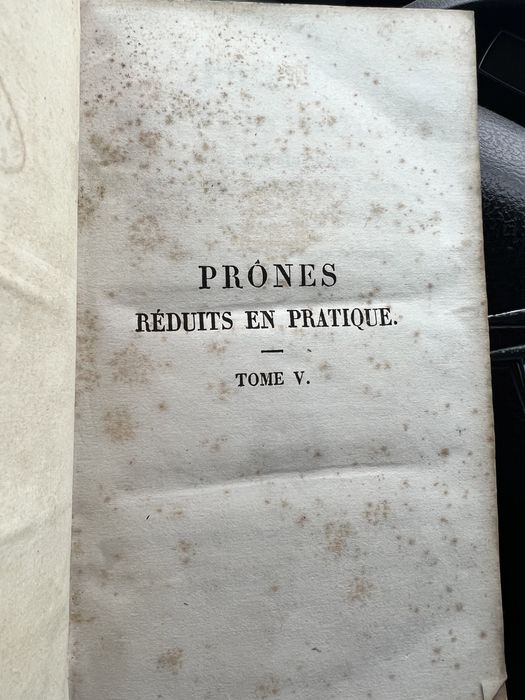 PRÔNES
RÉDUITS EN PRATIQUE.
TOME V.